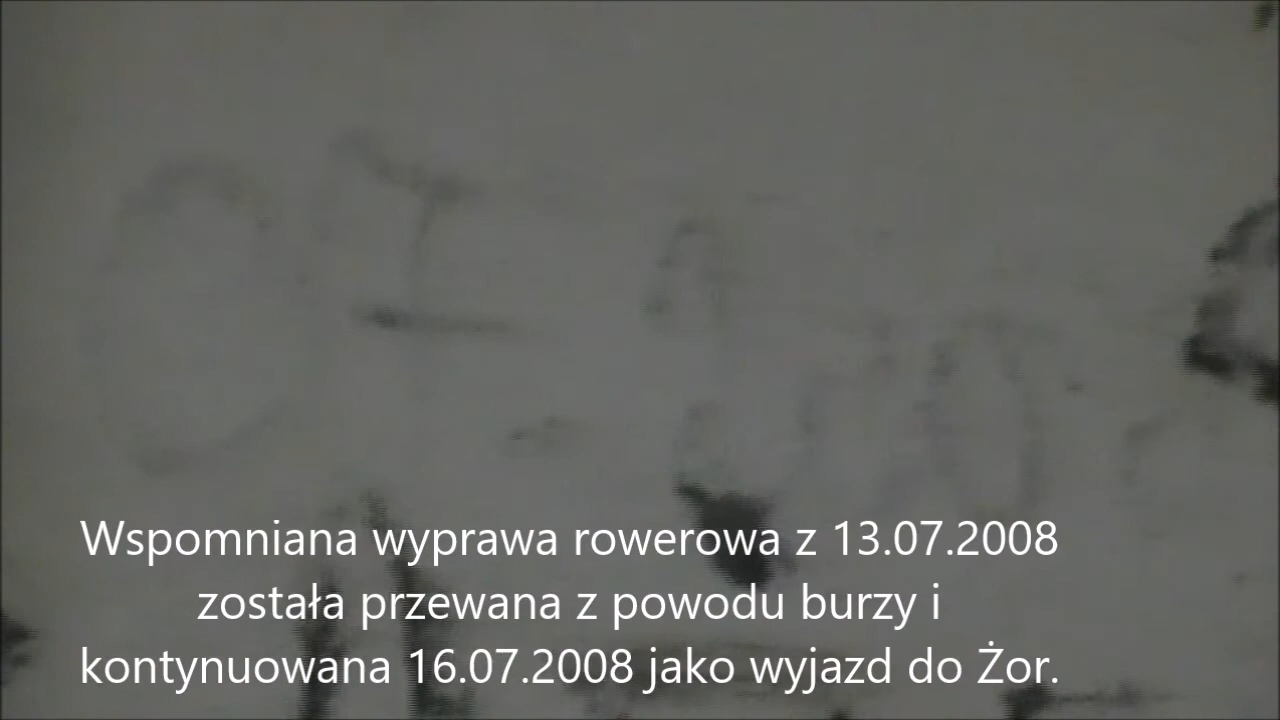 Wspomniana wyprawa rowerowa z 13.07.2008
została przewana z powodu burzy i
kontynuowana 16.07.2008 jako wyjazd do Żor.